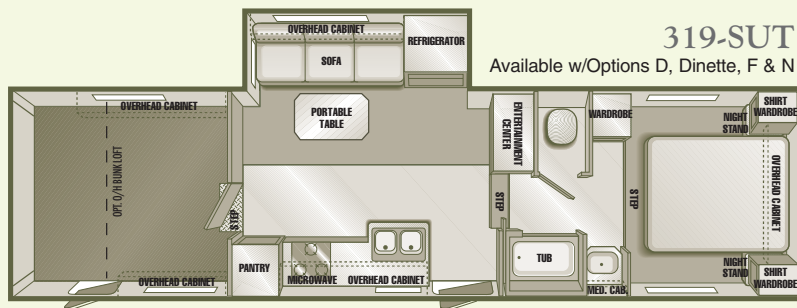 319-SUT
Available w/Options D, Dinette, F & N
OVERHEAD CABINET
REFRIGERATOR
SOFA
PORTABLE
TABLE
OVERHEAD CABINET
OPT. O/H BUNK LOFT
STEP
OVERHEAD CABINET
PANTRY
MICROWAVE
OVERHEAD CABINET
ENTERTAINMENT
CENTER
STEP
WARDROBE
TUB
MED. CAB.
STEP
NIGHT
STAND
SHIRT
WARDROBE
OVERHEAD CABINET
NIGHT
STAND
SHIRT
WARDROBE